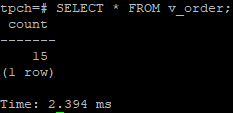 tpch=# SELECT * FROM v_order;
count
-------
15
(1 row)
Time: 2.394 ms